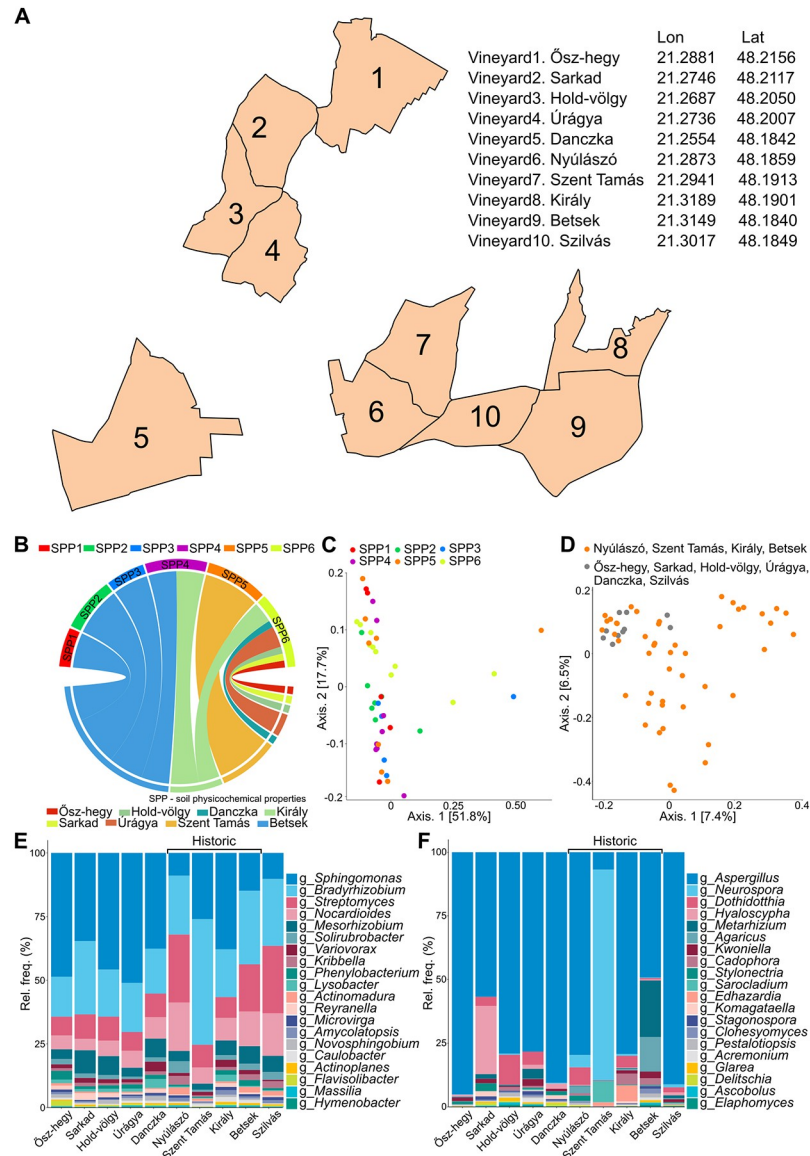 A
Lon Lat
Vineyard1. Ősz-hegy 21.2881 48.2156
Vineyard2. Sarkad 21.2746 48.2117
Vineyard3. Hold-völgy 21.2687 48.2050
Vineyard4. Úrágya 21.2736 48.2007
Vineyard5. Danczka 21.2554 48.1842
Vineyard6. Nyúlászó 21.2873 48.1859
Vineyard7. Szent Tamás 21.2941 48.1913
Vineyard8. Király 21.3189 48.1901
Vineyard9. Betsek 21.3149 48.1840
Vineyard10. Szilvás 21.3017 48.1849
1
2
3
4
5
6
7
8
9
10
B
SPP1 SPP2 SPP3 SPP4 SPP5 SPP6
SPP1
SPP2
SPP3
SPP4
SPP5
SPP6
SPP - soil physicochemical properties
Ősz-hegy Hold-völgy Danczka Király
Sarkad Úrágya Szent Tamás Betsek
C
SPP1 SPP2 SPP3
SPP4 SPP5 SPP6
Axis. 2 [17.7%]
0.2
0.1
0
-0.1
-0.2
0 0.25 0.50
Axis. 1 [51.8%]
D
Nyúlászó, Szent Tamás, Király, Betsek
Ősz-hegy, Sarkad, Hold-völgy, Úrágya,
Danczka, Szilvás
Axis. 2 [6.5%]
0.2
0
-0.2
-0.4
-0.2 0 0.2 0.4
Axis. 1 [7.4%]
E
Historic
Rel. freq. (%)
100
75
50
25
0
Ősz-hegy
Sarkad
Hold-völgy
Úrágya
Danczka
Nyúlászó
Szent Tamás
Király
Betsek
Szilvás
g_Sphingomonas
g_Bradyrhizobium
g_Streptomyces
g_Nocardioides
g_Mesorhizobium
g_Solirubrobacter
g_Variovorax
g_Kribbella
g_Phenylobacterium
g_Lysobacter
g_Actinomadura
g_Reyranella
g_Microvirga
g_Amycolatopsis
g_Novosphingobium
g_Caulobacter
g_Actinoplanes
g_Flavisolibacter
g_Massilia
g_Hymenobacter
F
Historic
Rel. freq. (%)
100
75
50
25
0
Ősz-hegy
Sarkad
Hold-völgy
Úrágya
Danczka
Nyúlászó
Szent Tamás
Király
Betsek
Szilvás
g_Aspergillus
g_Neurospora
g_Dothidotthia
g_Hyaloscypha
g_Metarhizium
g_Agaricus
g_Kwoniella
g_Cadophora
g_Stylonectria
g_Sarocladium
g_Edhazardia
g_Komagataella
g_Stagonospora
g_Clohesyomyces
g_Pestalotiopsis
g_Acremonium
g_Glarea
g_Delitschia
g_Ascobolus
g_Elaphomyces